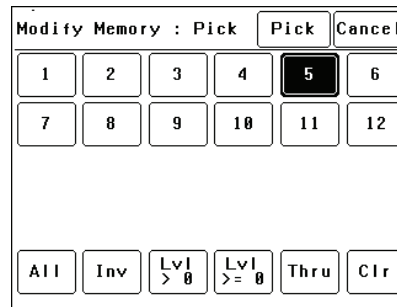 Modify Memory : Pick Pick Cancel
1 2 3 4 5 6
7 8 9 10 11 12
All Inv Lvl > 0 Lvl >= 0 Thru Clr